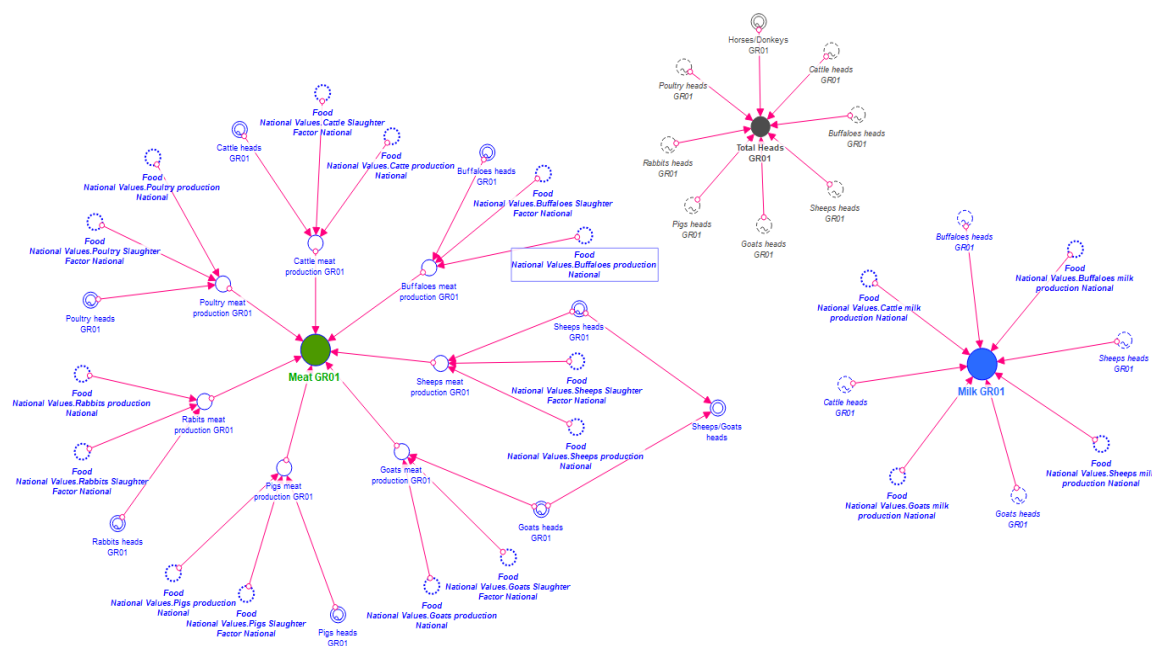 Horses/Donkeys
GR01
Cattle heads
GR01
Poultry heads
GR01
Buffaloes heads
GR01
Total Heads
GR01
Rabbits heads
GR01
Sheeps heads
GR01
Pigs heads
GR01
Goats heads
GR01
Food
National Values.Cattle Slaughter
Factor National
Cattle heads
GR01
Food
National Values.Catte production
National
Food
National Values.Poultry production
National
Buffaloes heads
GR01
Food
National Values.Buffaloes Slaughter
Factor National
Food
National Values.Poultry Slaughter
Factor National
Cattle meat
production GR01
Food
National Values.Buffaloes production
National
Buffaloes meat
production GR01
Poultry meat
production GR01
Poultry heads
GR01
Sheeps heads
GR01
Meat GR01
Sheeps meat
production GR01
Food
National Values.Sheeps Slaughter
Factor National
Food
National Values.Rabbits production
National
Rabits meat
production GR01
Sheeps/Goats
heads
Food
National Values.Sheeps production
National
Food
National Values.Rabbits Slaughter
Factor National
Goats meat
production GR01
Pigs meat
production GR01
Rabbits heads
GR01
Goats heads
GR01
Food
National Values.Goats Slaughter
Factor National
Food
National Values.Pigs production
National
Food
National Values.Goats production
National
Food
National Values.Pigs Slaughter
Factor National
Pigs heads
GR01
Buffaloes heads
GR01
Food
National Values.Buffaloes milk
production National
Food
National Values.Cattle milk
production National
Sheeps heads
GR01
Milk GR01
Cattle heads
GR01
Food
National Values.Sheeps milk
production National
Food
National Values.Goats milk
production National
Goats heads
GR01